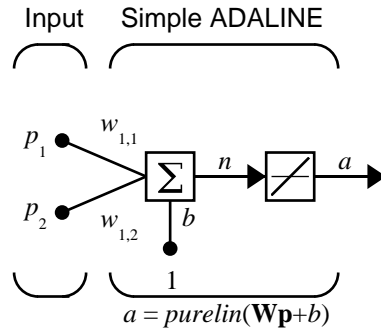 Input Simple ADALINE
p1 w1,1
Σ n a
p2 w1,2 b
1
a = purelin(Wp+b)